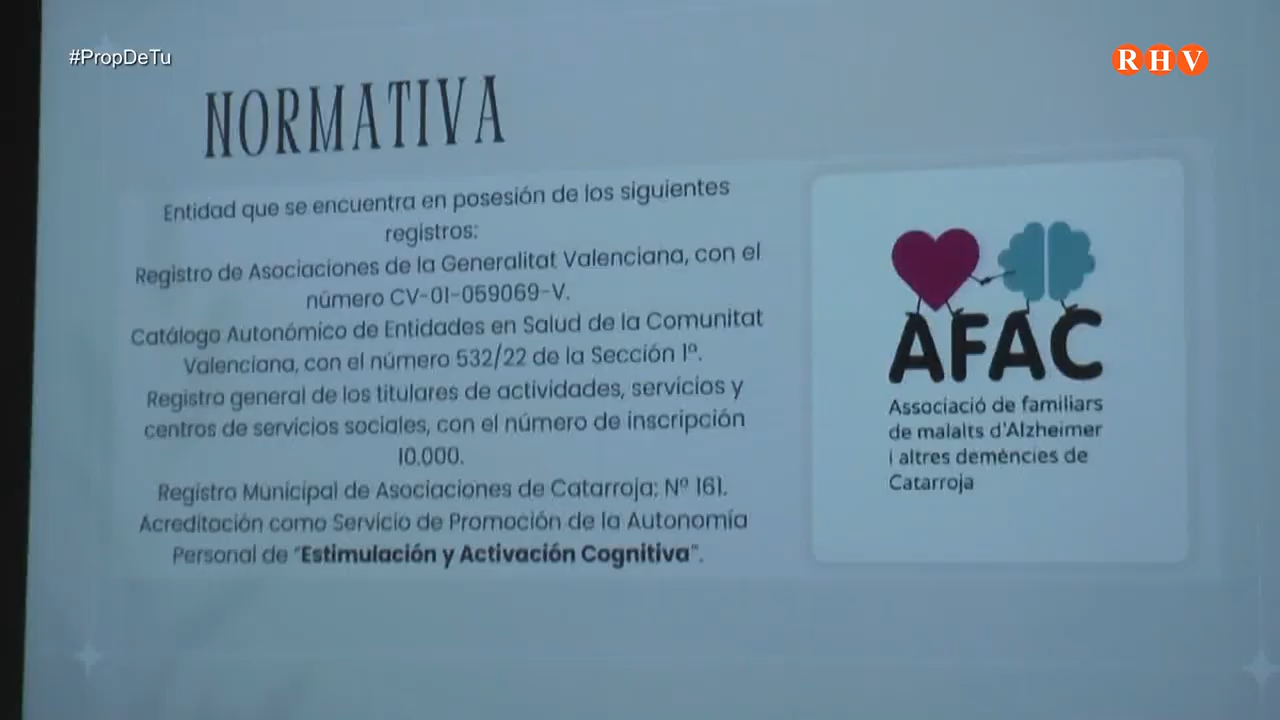 #PropDeTu
RHV
NORMATIVA
Entidad que se encuentra en posesión de los siguientes
registros:
Registro de Asociaciones de la Generalitat Valenciana, con el
número CV-01-059069-V.
Catálogo Autonómico de Entidades en Salud de la Comunitat
Valenciana, con el número 532/22 de la Sección 1º.
Registro general de los titulares de actividades, servicios y
centros de servicios sociales, con el número de inscripción
10.000.
Registro Municipal de Asociaciones de Catarroja; Nº 161.
Acreditación como Servicio de Promoción de la Autonomía
Personal de "Estimulación y Activación Cognitiva".
AFAC
Associació de familiars
de malalts d'Alzheimer
i altres demències de
Catarroja